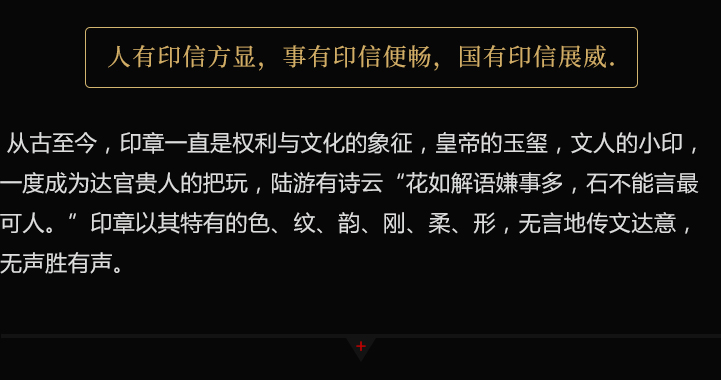 人有印信方显，事有印信便畅，国有印信展威.
从古至今，印章一直是权利与文化的象征，皇帝的玉玺，文人的小印，
一度成为达官贵人的把玩，陆游有诗云“花如解语嫌事多，石不能言最
可人。”印章以其特有的色、纹、韵、刚、柔、形，无言地传文达意，
无声胜有声。